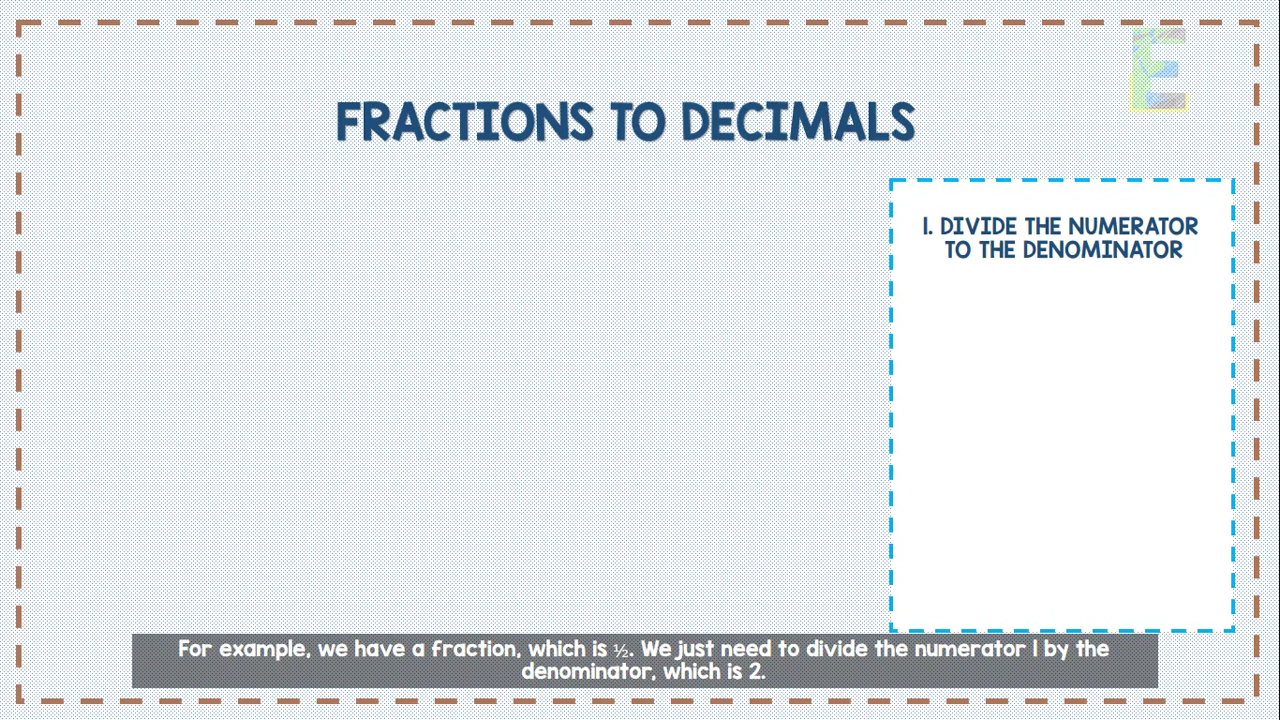 E
FRACTIONS TO DECIMALS
1. DIVIDE THE NUMERATOR
TO THE DENOMINATOR
For example, we have a fraction, which is ½. We just need to divide the numerator 1 by the
denominator, which is 2.